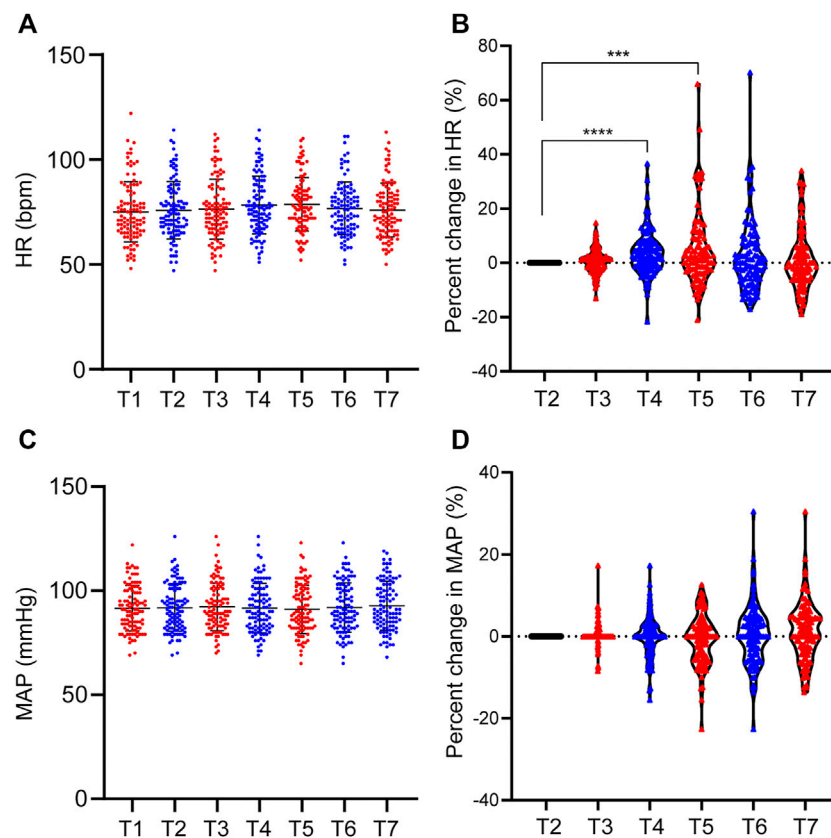 A
HR (bpm)
150
100
50
0
T1 T2 T3 T4 T5 T6 T7
B
Percent change in HR (%)
80
60
40
20
0
-20
-40
***
****
T2 T3 T4 T5 T6 T7
C
MAP (mmHg)
150
100
50
0
T1 T2 T3 T4 T5 T6 T7
D
Percent change in MAP (%)
40
20
0
-20
-40
T2 T3 T4 T5 T6 T7